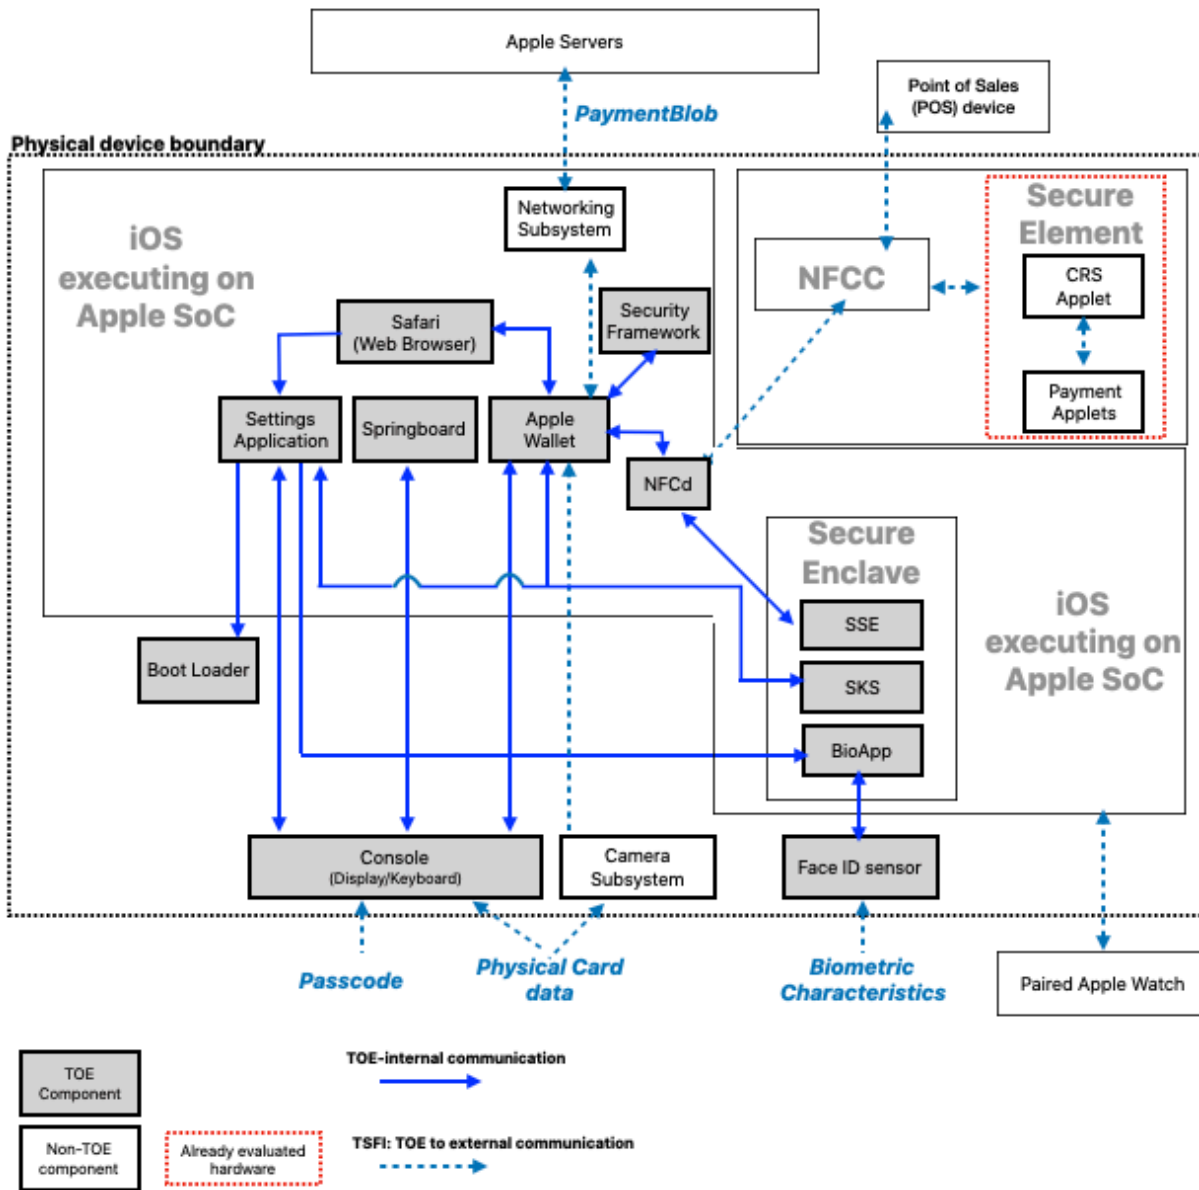 Apple Servers
Point of Sales
(POS) device
PaymentBlob
Physical device boundary
iOS
executing on
Apple SoC
Networking
Subsystem
Secure
Element
NFCC
CRS
Applet
Safari
(Web Browser)
Security
Framework
Payment
Applets
Settings
Application
Springboard
Apple
Wallet
NFCd
Secure
Enclave
SSE
SKS
BioApp
iOS
executing on
Apple SoC
Boot Loader
Console
(Display/Keyboard)
Camera
Subsystem
Face ID sensor
Passcode
Physical Card
data
Biometric
Characteristics
Paired Apple Watch
TOE
Component
TOE-internal communication
Non-TOE
component
Already evaluated
hardware
TSFI: TOE to external communication